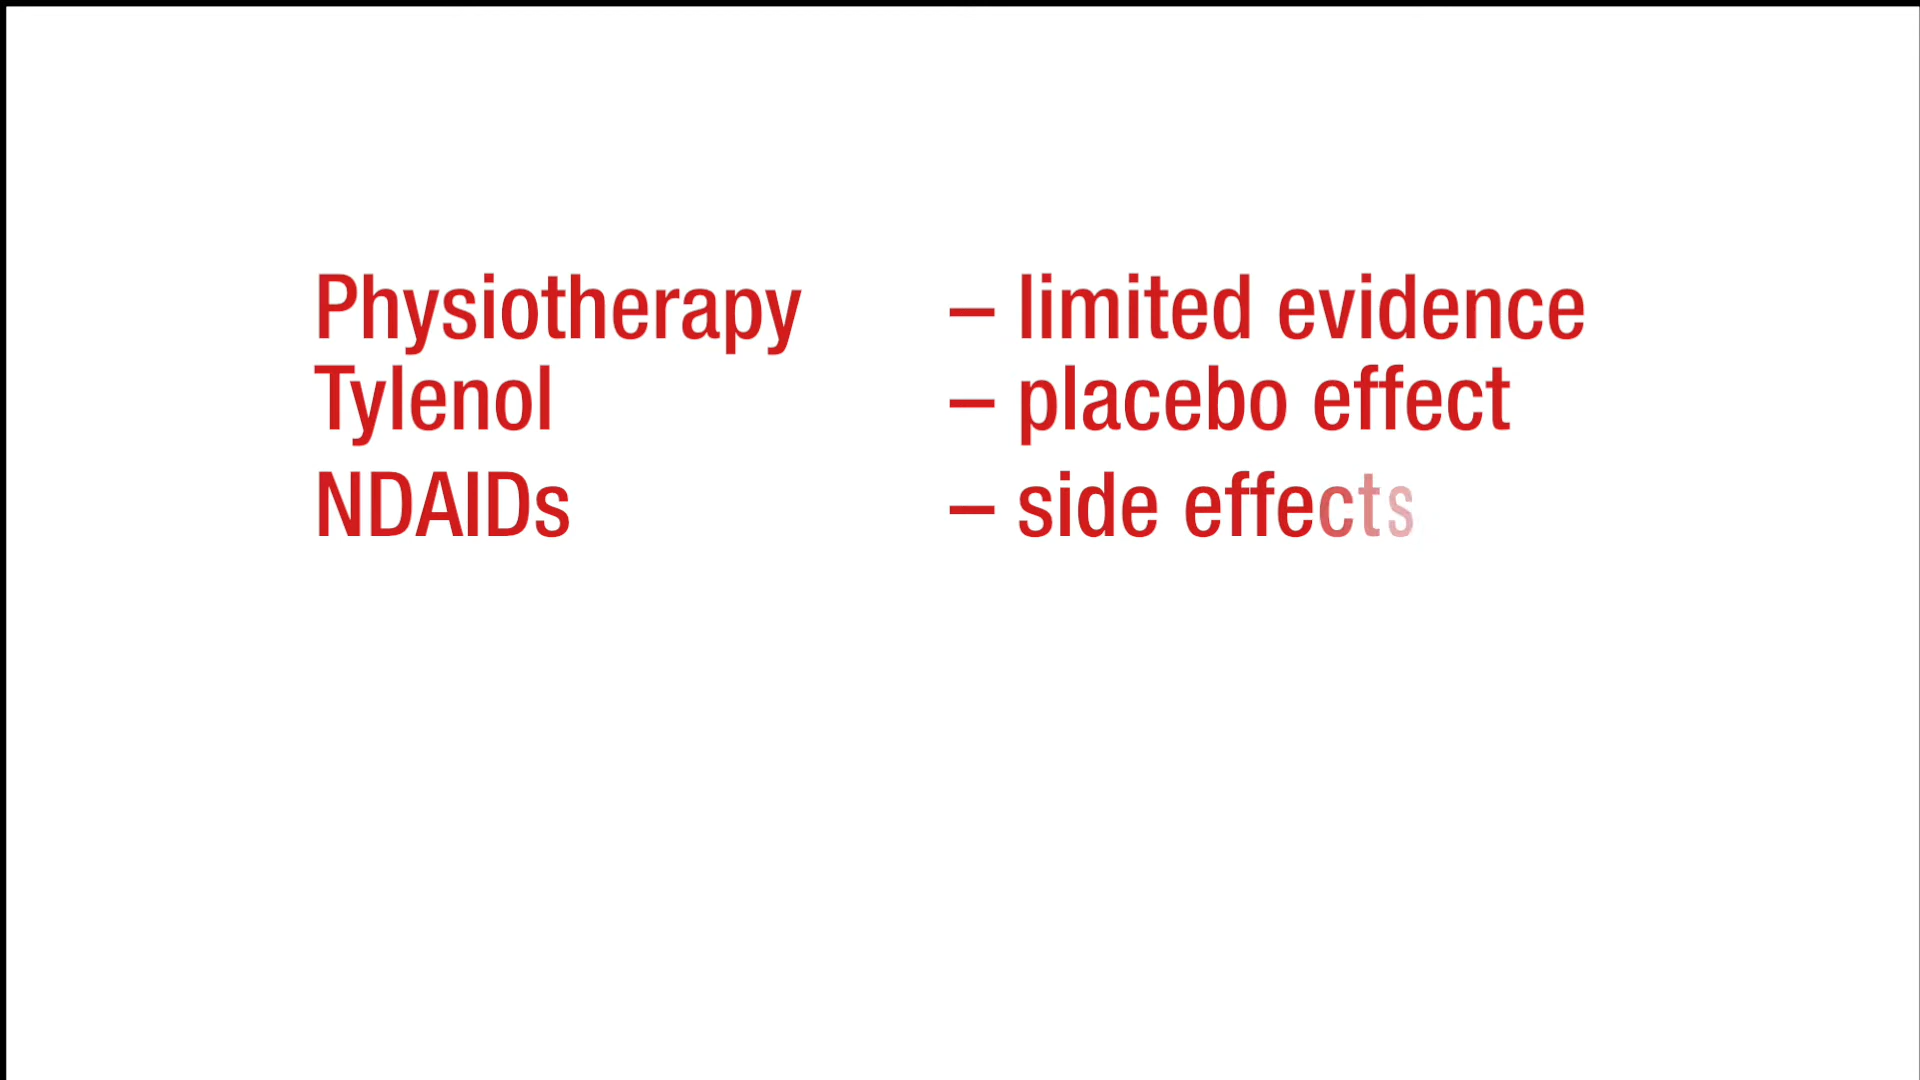 Physiotherapy – limited evidence
Tylenol – placebo effect
NDAIDs – side effects